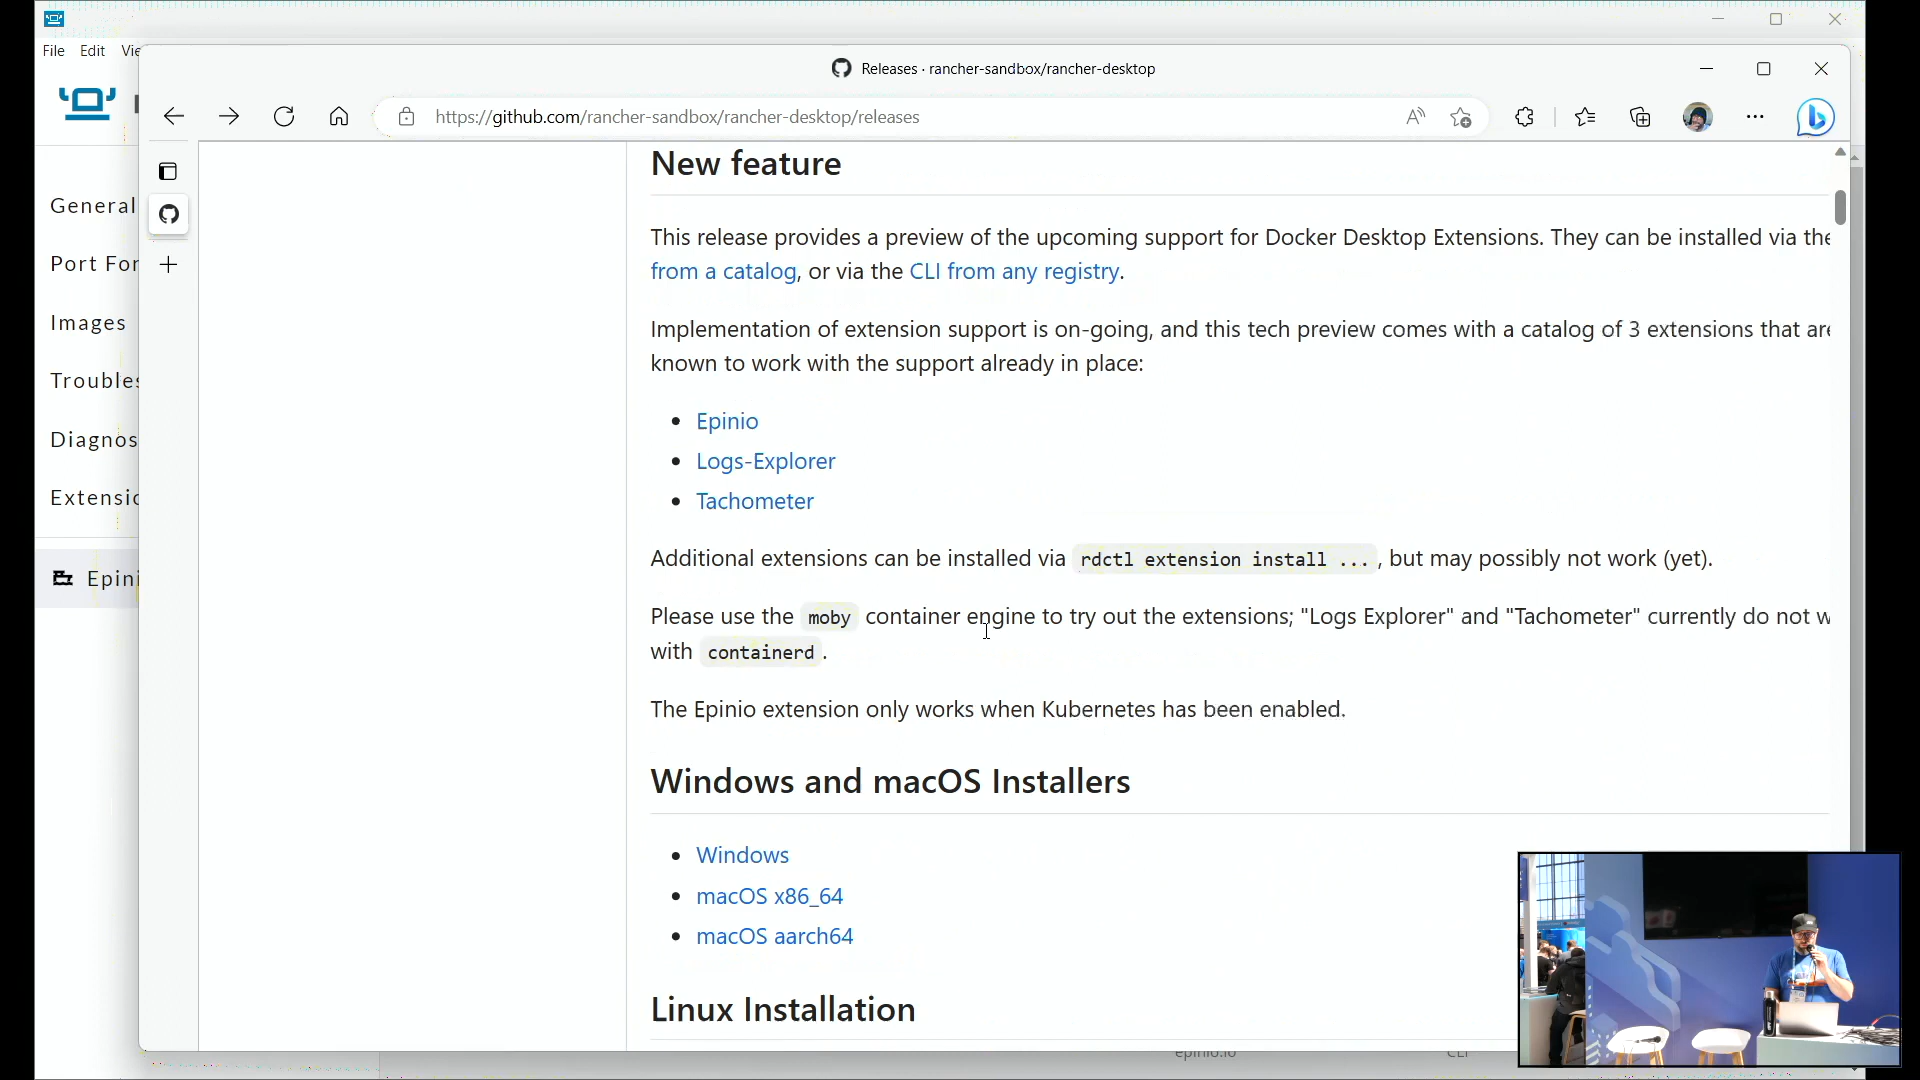 File Edit Vie
Releases · rancher-sandbox/rancher-desktop
https://github.com/rancher-sandbox/rancher-desktop/releases
General
Port For
Images
Troubles
Diagnos
Extensio
Epini
New feature
This release provides a preview of the upcoming support for Docker Desktop Extensions. They can be installed via the
from a catalog, or via the CLI from any registry.
Implementation of extension support is on-going, and this tech preview comes with a catalog of 3 extensions that are
known to work with the support already in place:
• Epinio
• Logs-Explorer
• Tachometer
Additional extensions can be installed via rdctl extension install ..., but may possibly not work (yet).
Please use the moby container engine to try out the extensions; "Logs Explorer" and "Tachometer" currently do not w
with containerd.
The Epinio extension only works when Kubernetes has been enabled.
Windows and macOS Installers
• Windows
• macOS x86_64
• macOS aarch64
Linux Installation
epinio.io CLI